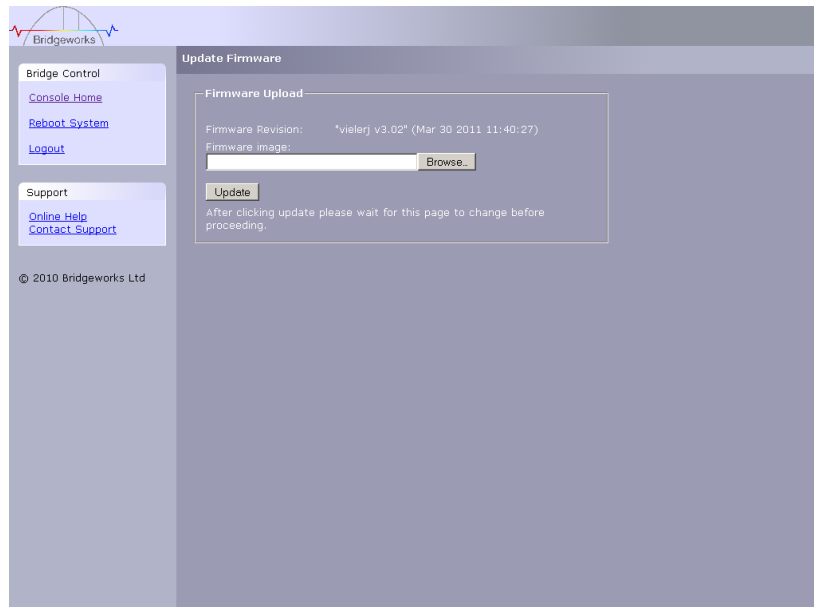 Bridgeworks
Bridge Control
Console Home
Reboot System
Logout
Support
Online Help
Contact Support
© 2010 Bridgeworks Ltd
Update Firmware
Firmware Upload
Firmware Revision: "vielerj v3.02" (Mar 30 2011 11:40:27)
Firmware image:
Browse...
Update
After clicking update please wait for this page to change before
proceeding.